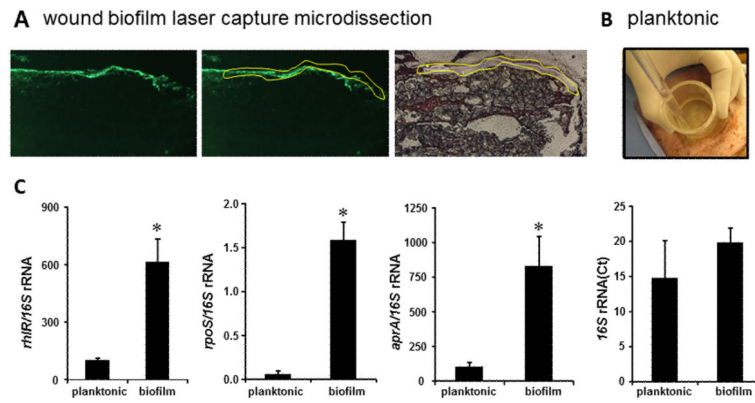 A wound biofilm laser capture microdissection
B planktonic
C
rhlR/16S rRNA
900
600
300
0
*
planktonic biofilm
rpoS/16S rRNA
2.0
1.5
1.0
0.5
0.0
*
planktonic biofilm
aprA/16S rRNA
1250
1000
750
500
250
0
*
planktonic biofilm
16S rRNA(Ct)
25
20
15
10
5
0
planktonic biofilm